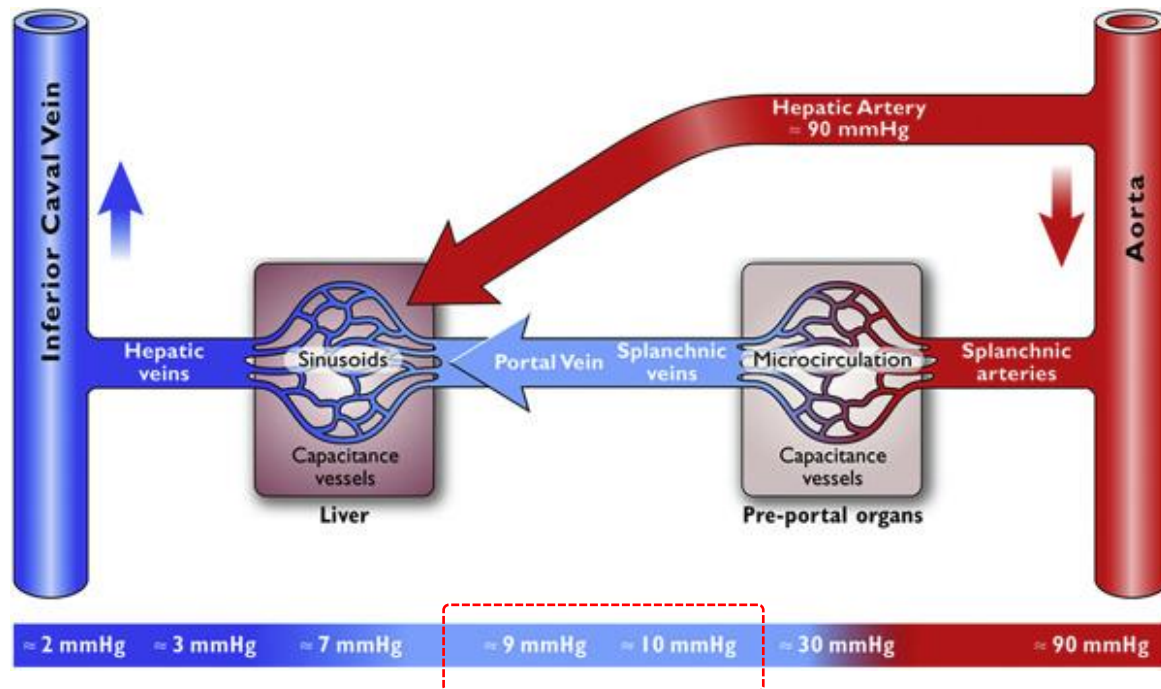 Inferior Caval Vein
Hepatic Artery
≈ 90 mmHg
Aorta
Hepatic
veins
Sinusoids
Capacitance
vessels
Liver
Portal Vein
Splanchnic
veins
Microcirculation
Capacitance
vessels
Pre-portal organs
Splanchnic
arteries
≈ 2 mmHg ≈ 3 mmHg ≈ 7 mmHg ≈ 9 mmHg ≈ 10 mmHg ≈ 30 mmHg ≈ 90 mmHg